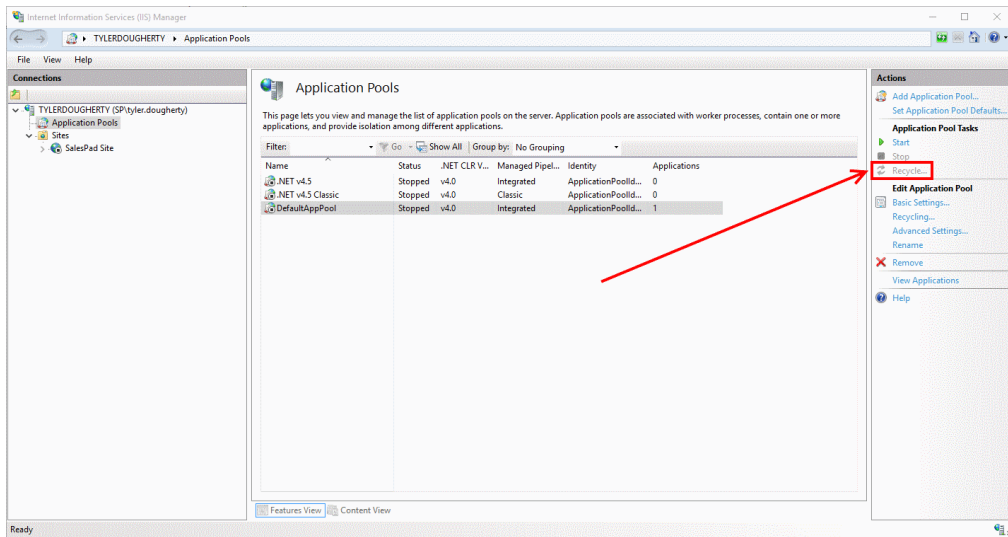 Internet Information Services (IIS) Manager
TYLERDOUGHERTY Application Pools
File View Help
Connections
TYLERDOUGHERTY (SP\tyler.dougherty)
Application Pools
Sites
SalesPad Site
Application Pools
This page lets you view and manage the list of application pools on the server. Application pools are associated with worker processes, contain one or more
applications, and provide isolation among different applications.
Filter: Go Show All Group by: No Grouping
Name Status .NET CLR V... Managed Pipel... Identity Applications
.NET v4.5 Stopped v4.0 Integrated ApplicationPoolId... 0
.NET v4.5 Classic Stopped v4.0 Classic ApplicationPoolId... 0
DefaultAppPool Stopped v4.0 Integrated ApplicationPoolId... 1
Features View Content View
Actions
Add Application Pool...
Set Application Pool Defaults...
Application Pool Tasks
Start
Stop
Recycle...
Edit Application Pool
Basic Settings...
Recycling...
Advanced Settings...
Rename
Remove
View Applications
Help
Ready